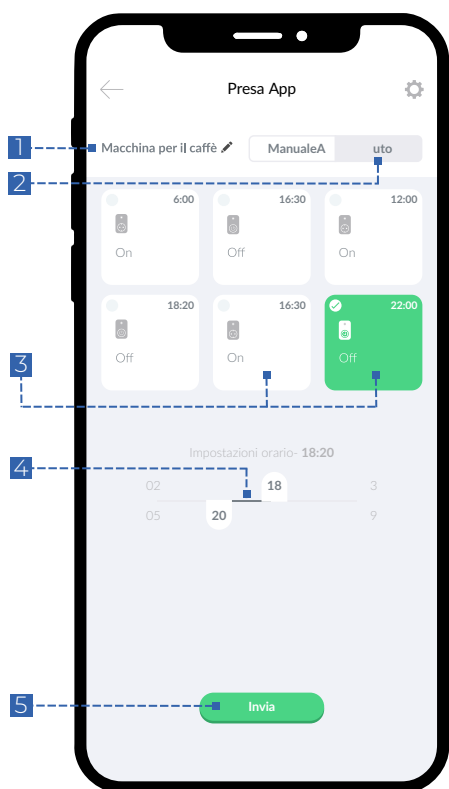 Presa App
1 Macchina per il caffè ManualeA uto
2
6:00 16:30 12:00
On Off On
18:20 16:30 22:00
Off On Off
3
Impostazioni orario- 18:20
4
02 18 3
05 20 9
5 Invia